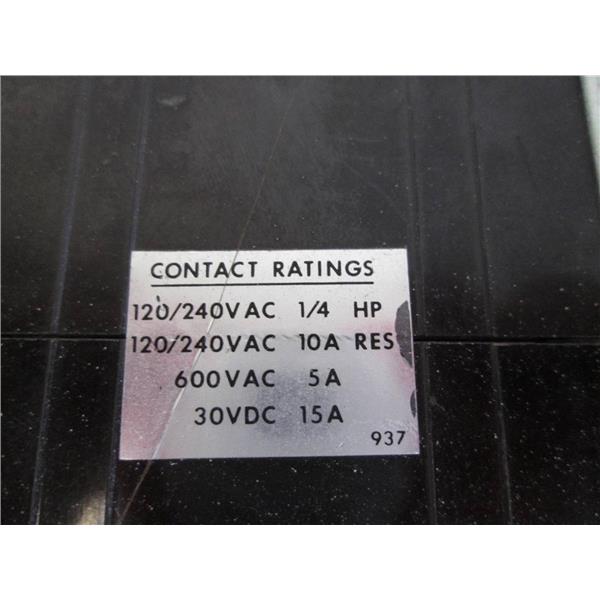 CONTACT RATINGS
120/240VAC 1/4 HP
120/240VAC 10A RES
600VAC 5A
30VDC 15A
937